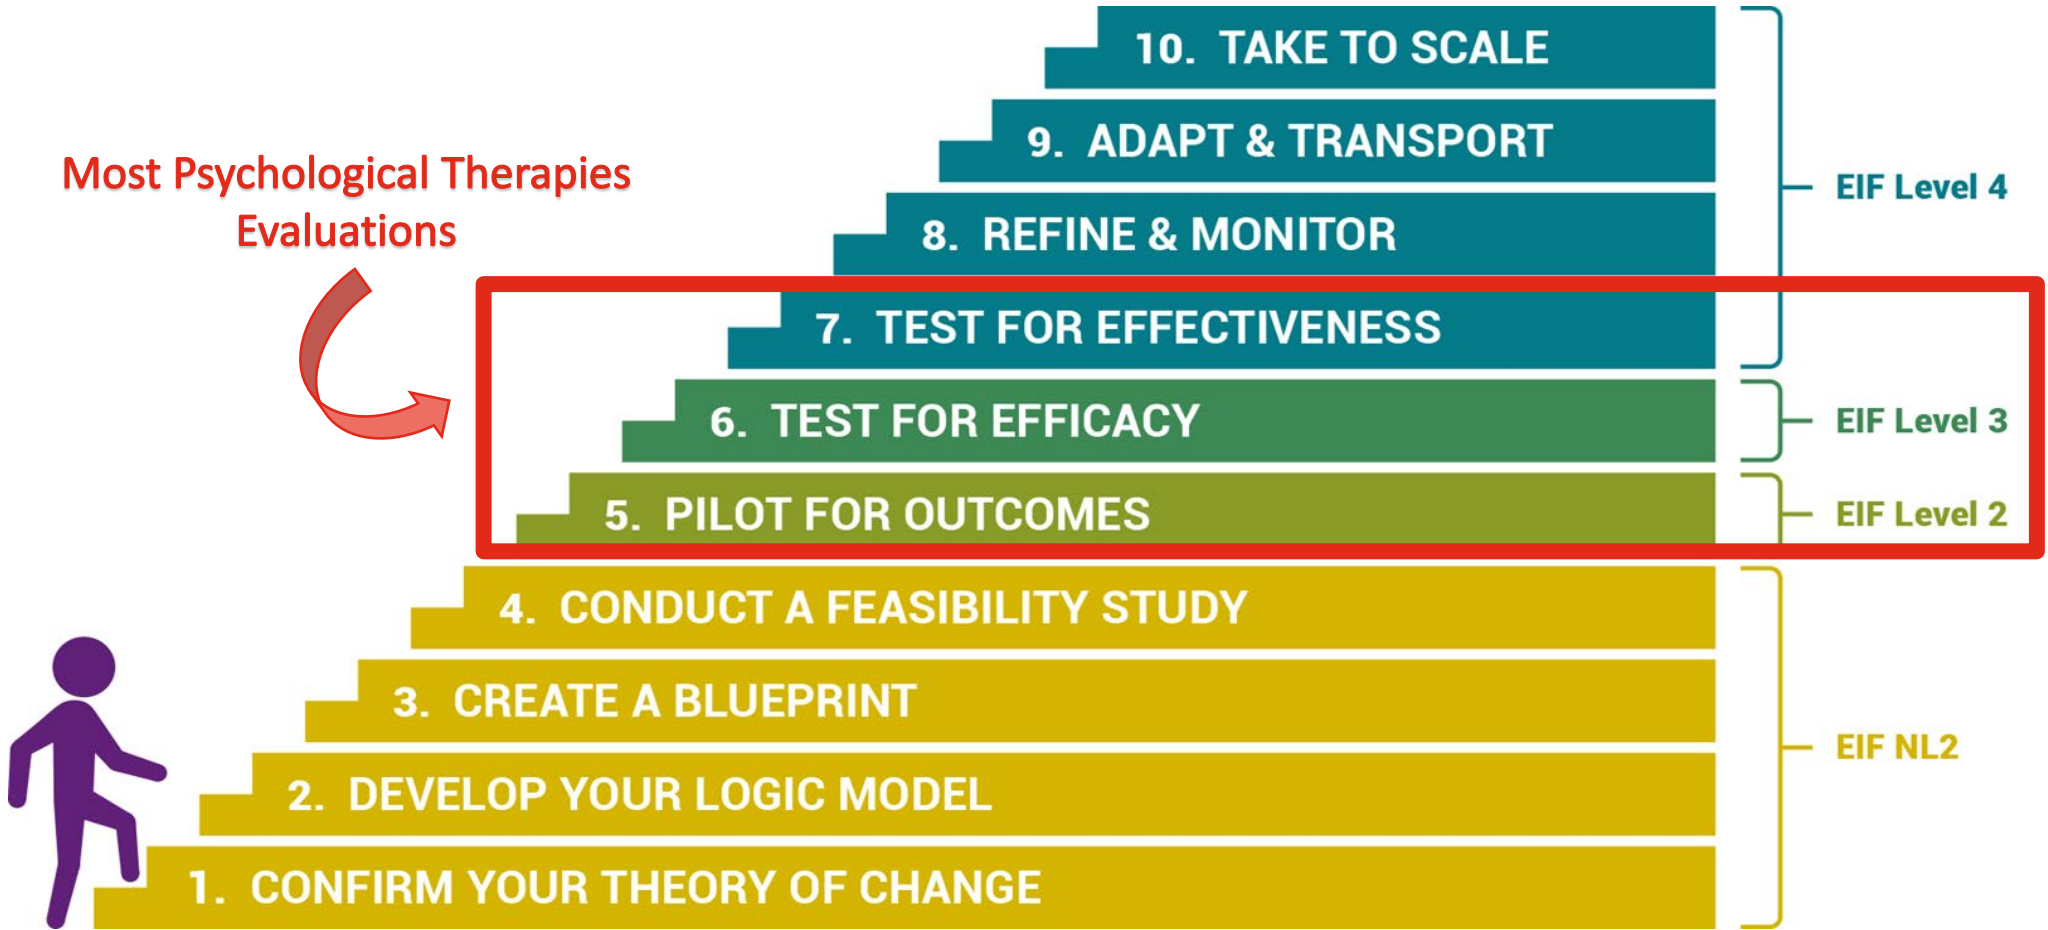 10. TAKE TO SCALE
9. ADAPT & TRANSPORT
Most Psychological Therapies
Evaluations
EIF Level 4
8. REFINE & MONITOR
7. TEST FOR EFFECTIVENESS
6. TEST FOR EFFICACY
EIF Level 3
5. PILOT FOR OUTCOMES
EIF Level 2
4. CONDUCT A FEASIBILITY STUDY
3. CREATE A BLUEPRINT
EIF NL2
2. DEVELOP YOUR LOGIC MODEL
1. CONFIRM YOUR THEORY OF CHANGE